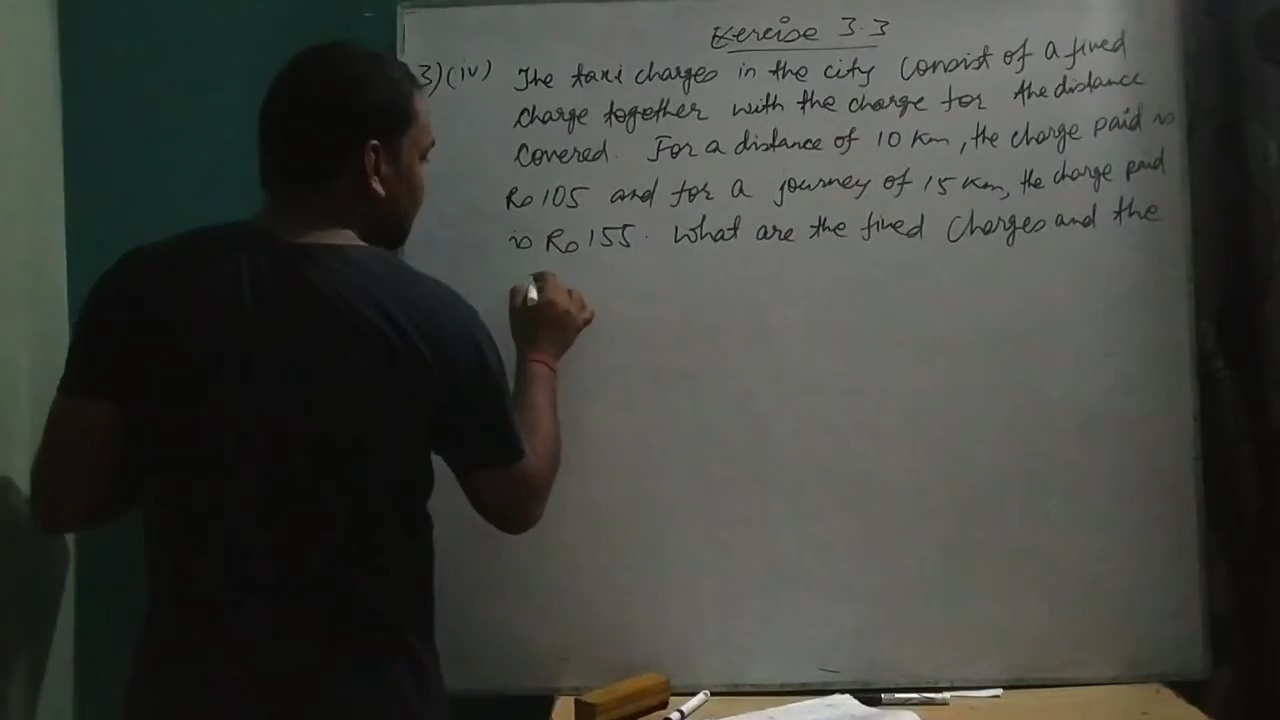 Exercise 3.3
3)(iv) The taxi charges in the city consist of a fixed
charge together with the charge for the distance
covered. For a distance of 10 Km, the charge paid is
Rs 105 and for a journey of 15 Km, the charge paid
is Rs 155. What are the fixed Charges and the